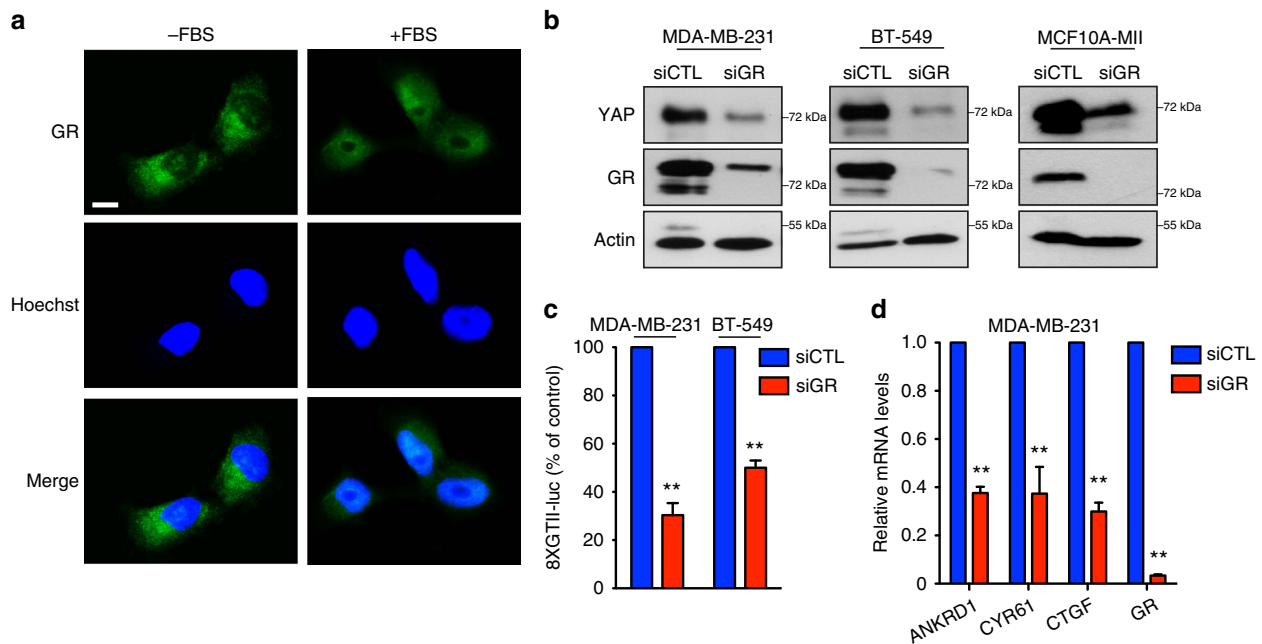 a
–FBS
+FBS
GR
Hoechst
Merge
b
MDA-MB-231
BT-549
MCF10A-MII
siCTL
siGR
siCTL
siGR
siCTL
siGR
YAP
–72 kDa
–72 kDa
–72 kDa
GR
72 kDa
72 kDa
–72 kDa
Actin
–55 kDa
–55 kDa
–55 kDa
c
MDA-MB-231 BT-549
siCTL
siGR
8XGTII-luc (% of control)
100
80
60
40
20
0
**
**
d
MDA-MB-231
siCTL
siGR
Relative mRNA levels
1.0
0.8
0.6
0.4
0.2
0
**
**
**
**
ANKRD1
CYR61
CTGF
GR